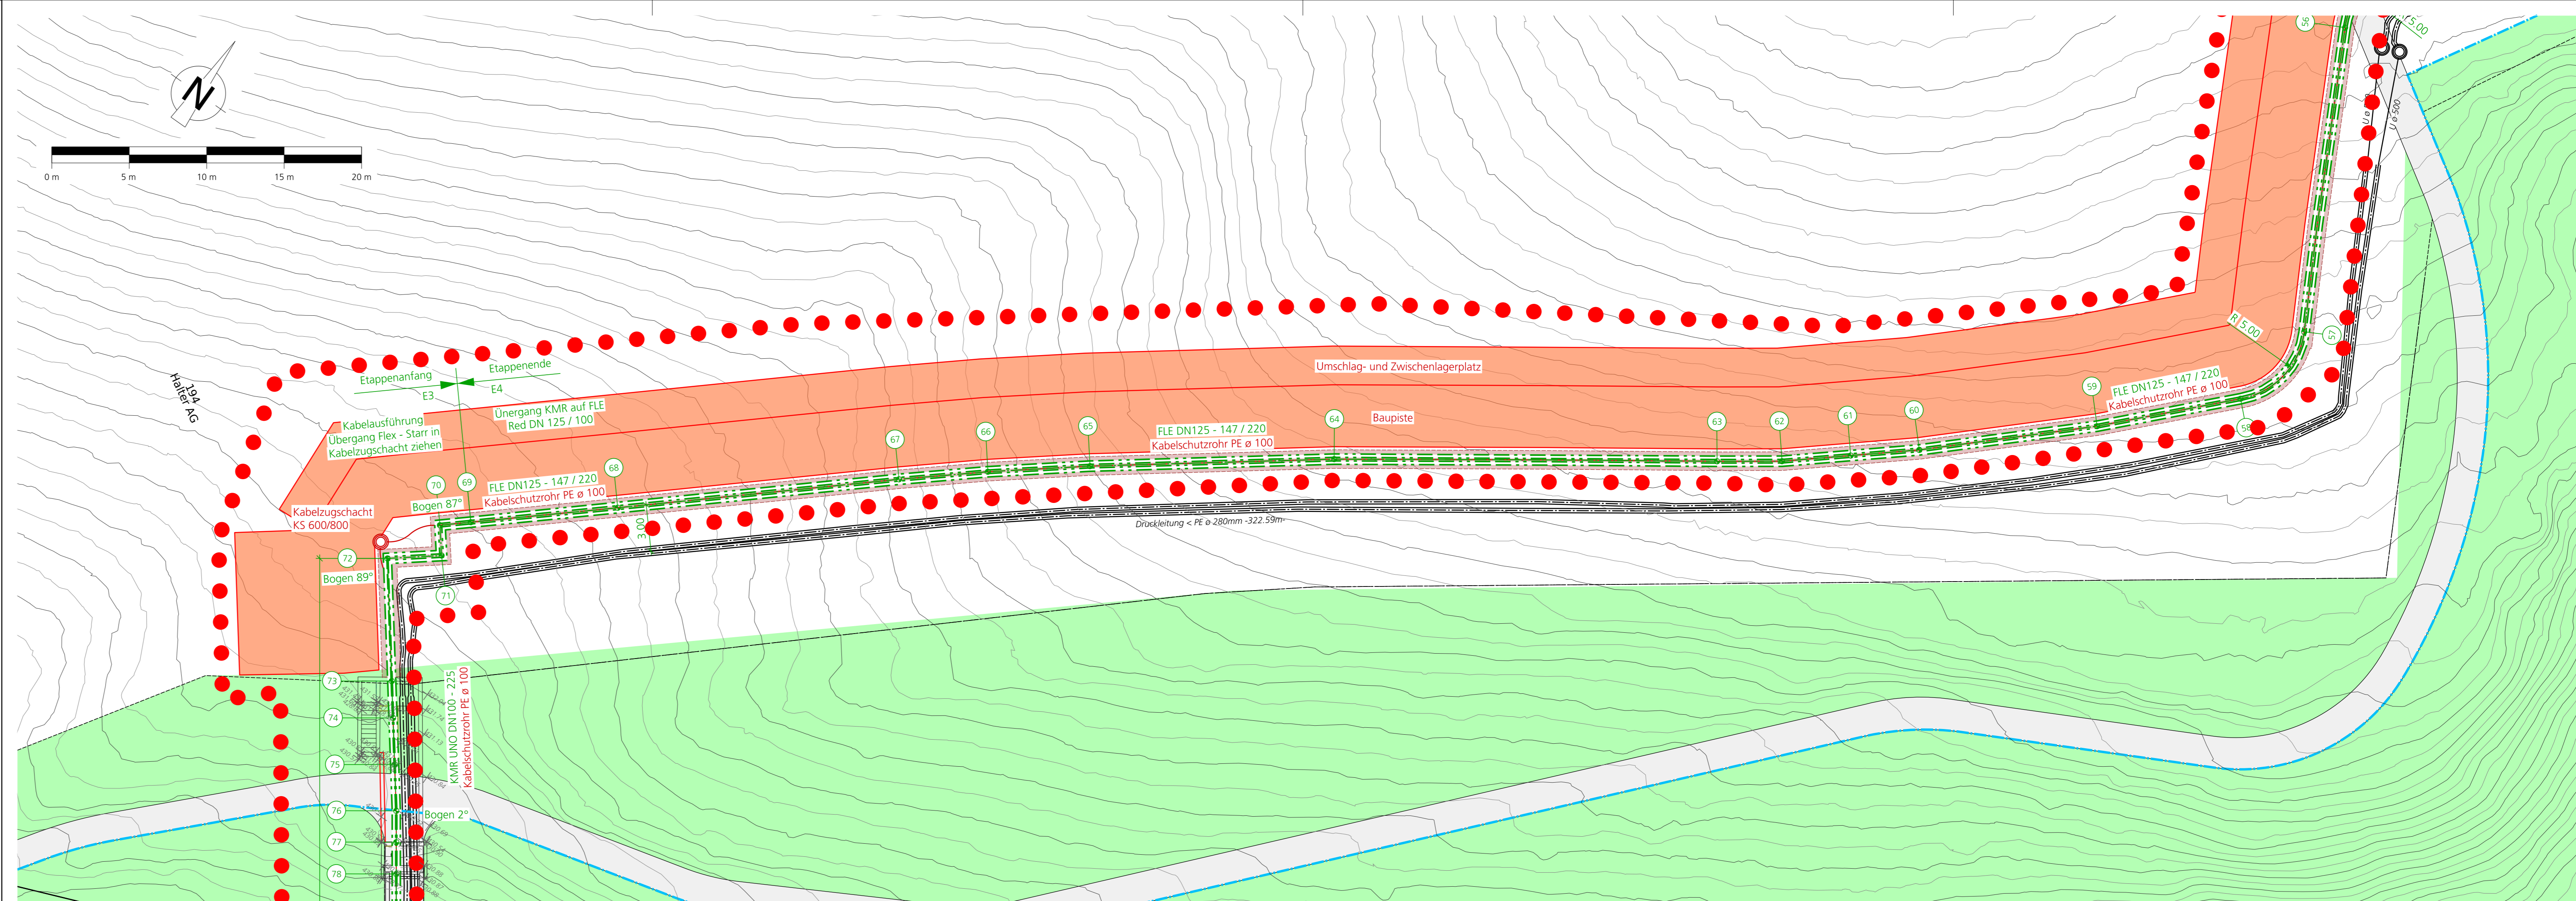 N
0 m
5 m
10 m
15 m
20 m
56
5.00
U ø 500
194
Halter AG
Etappenanfang
Etappenende
E3
E4
Kabelausführung
Übergang Flex - Starr in
Kabelzugschacht ziehen
Ünergang KMR auf FLE
Red DN 125 / 100
Umschlag- und Zwischenlagerplatz
Baupiste
R 5.00
57
58
59
FLE DN125 - 147 / 220
Kabelschutzrohr PE ø 100
60
61
62
63
64
FLE DN125 - 147 / 220
Kabelschutzrohr PE ø 100
65
66
67
68
FLE DN125 - 147 / 220
Kabelschutzrohr PE ø 100
69
70
Bogen 87°
3.00
Druckleitung < PE ø 280mm -322.59m-
Kabelzugschacht
KS 600/800
72
Bogen 89°
71
73
74
75
76
77
78
KMR UNO DN100 - 225
Kabelschutzrohr PE ø 100
Bogen 2°